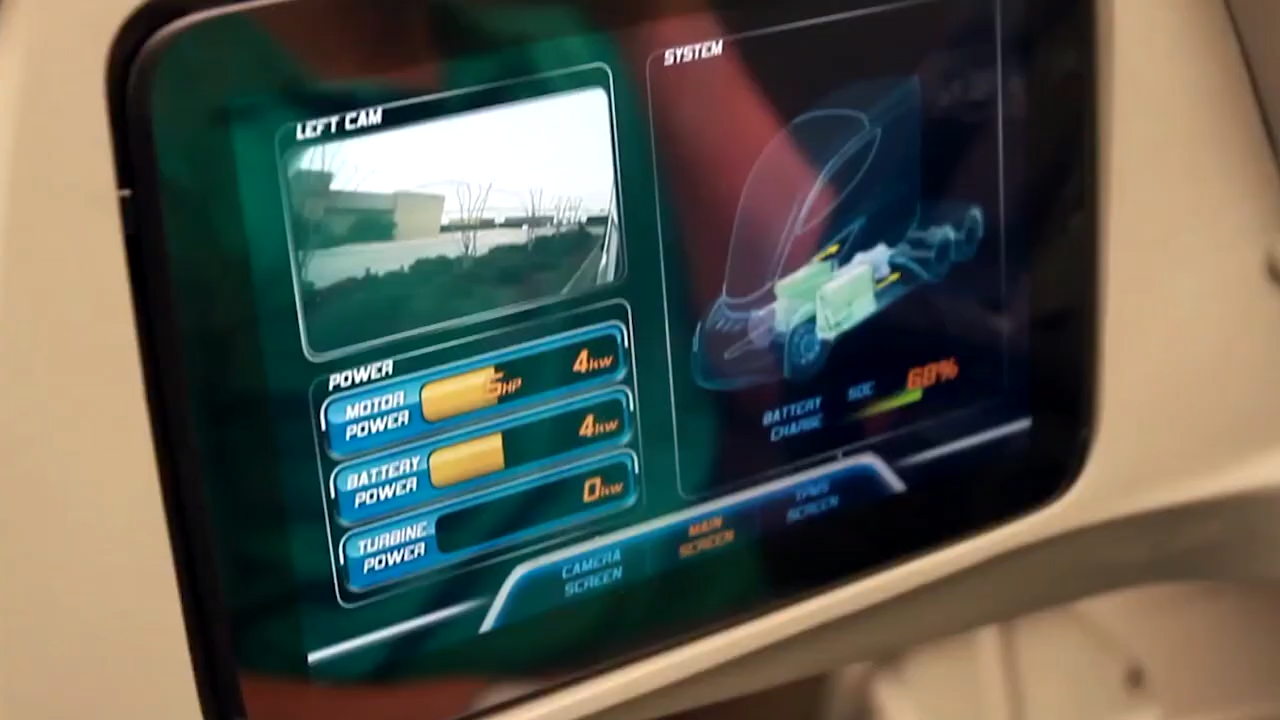 LEFT CAM
SYSTEM
POWER
MOTOR
POWER
5HP
4kW
BATTERY
POWER
4kW
TURBINE
POWER
0kW
BATTERY
CHARGE
SOC
68%
CAMERA
SCREEN
MAIN
SCREEN
SCREEN